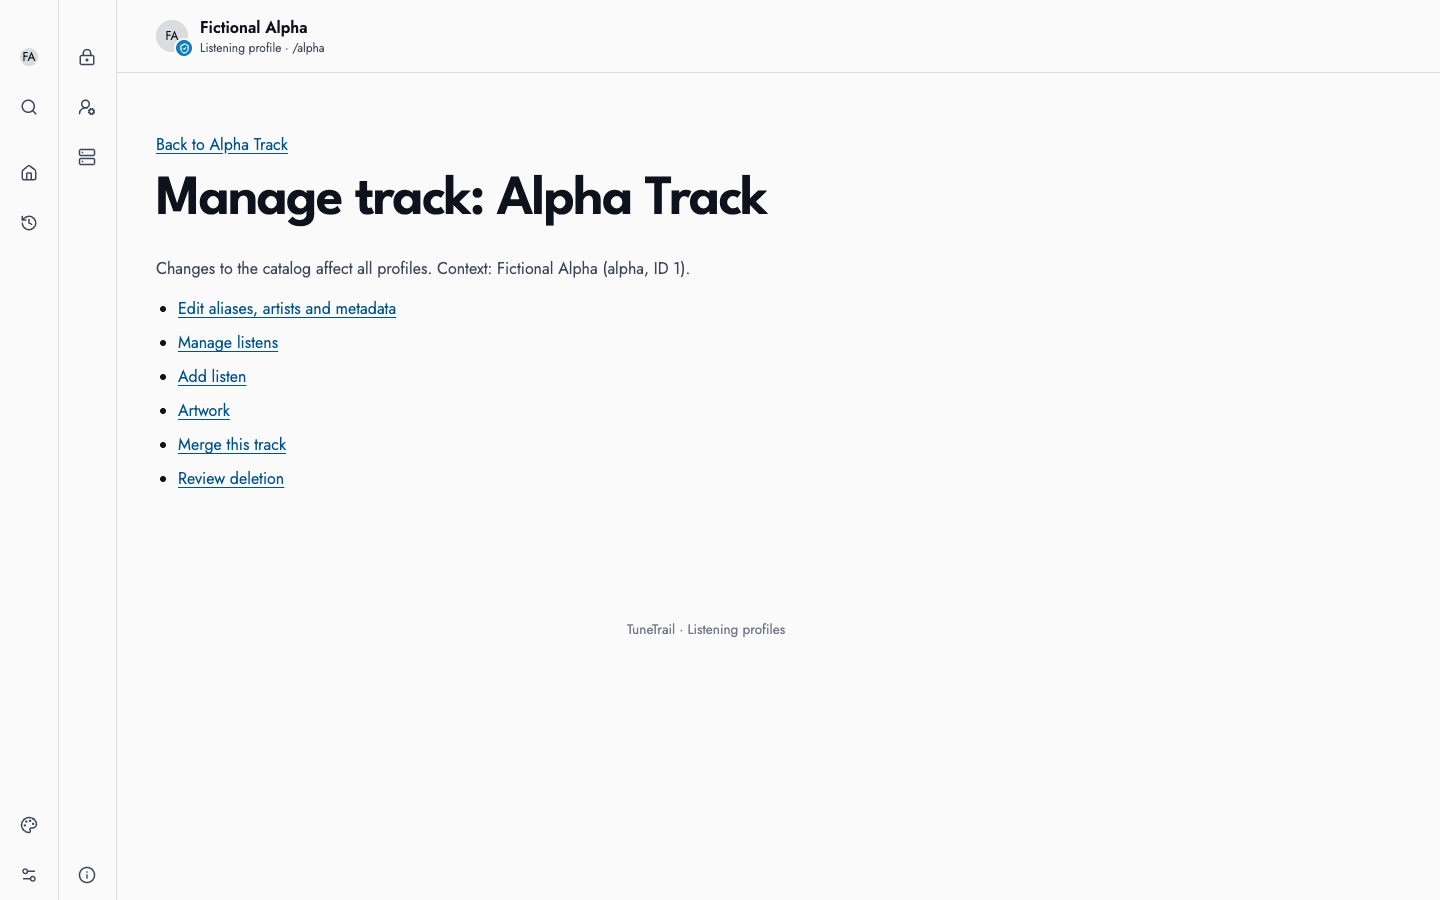 FA
FA
Fictional Alpha
Listening profile · /alpha
Back to Alpha Track
Manage track: Alpha Track
Changes to the catalog affect all profiles. Context: Fictional Alpha (alpha, ID 1).
Edit aliases, artists and metadata
Manage listens
Add listen
Artwork
Merge this track
Review deletion
TuneTrail · Listening profiles